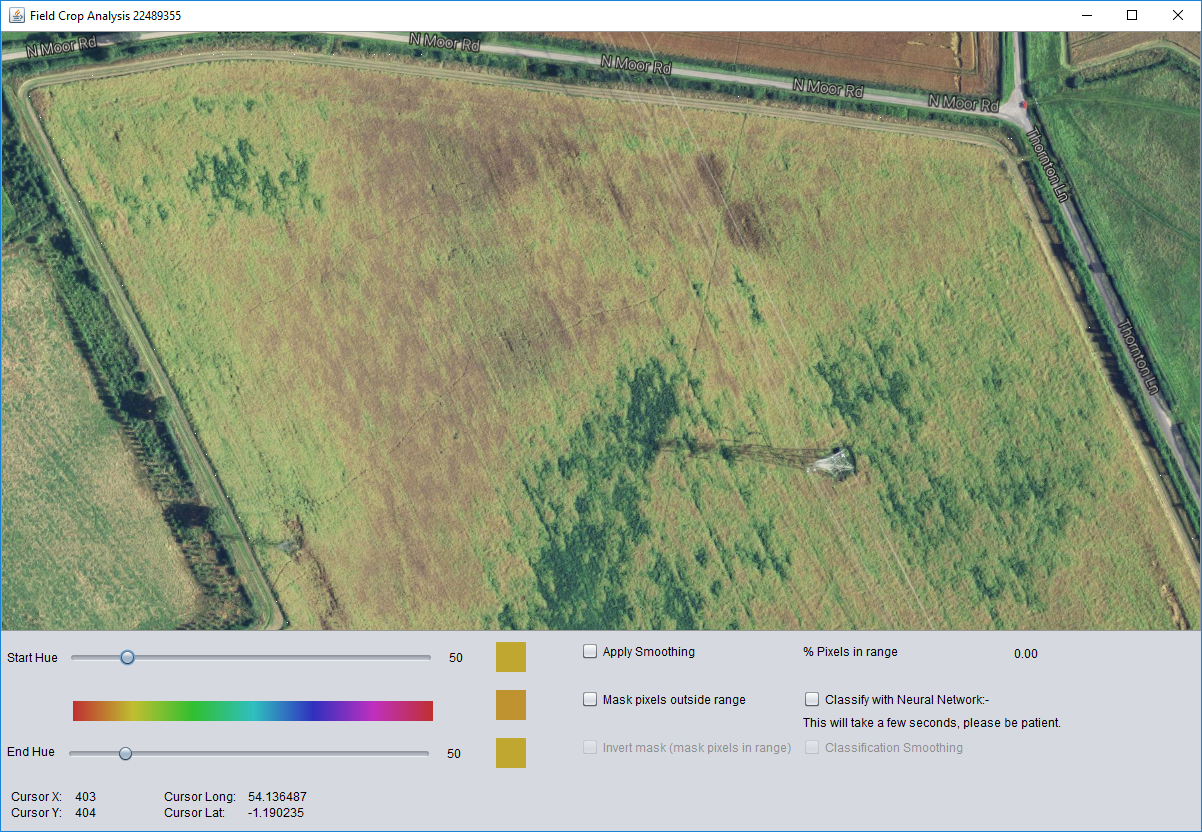 Field Crop Analysis 22489355
N Moor Rd
N Moor Rd
N Moor Rd
N Moor Rd
N Moor Rd
Thornton Ln
Thornton Ln
Start Hue 50 Apply Smoothing % Pixels in range 0.00
Mask pixels outside range Classify with Neural Network:-
This will take a few seconds, please be patient.
End Hue 50 Invert mask (mask pixels in range) Classification Smoothing
Cursor X: 403 Cursor Long: 54.136487
Cursor Y: 404 Cursor Lat: -1.190235